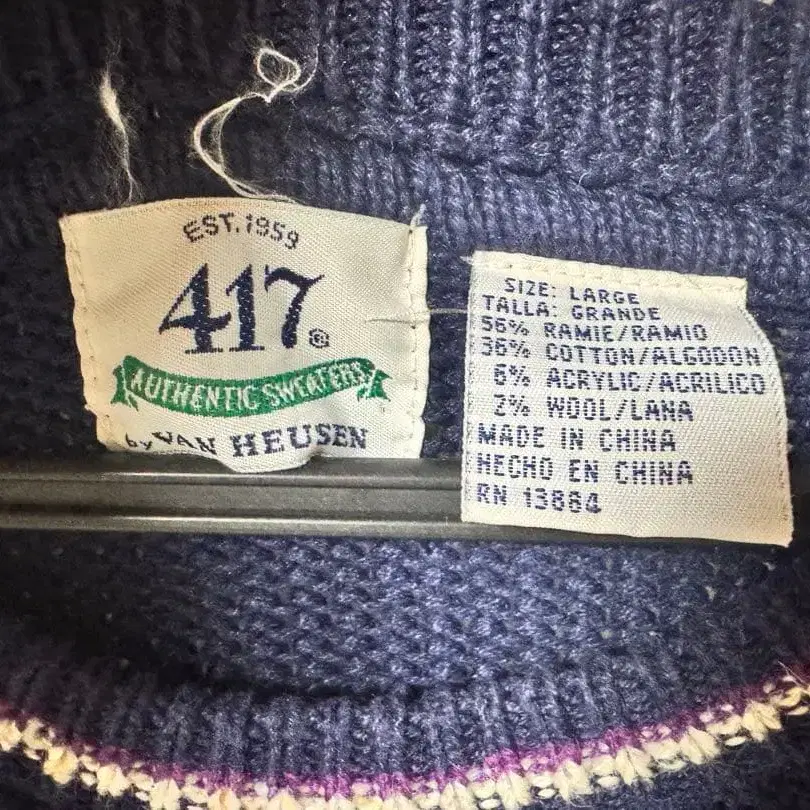 EST. 1959
417®
AUTHENTIC SWEATERS
by VAN HEUSEN
SIZE: LARGE
TALLA: GRANDE
56% RAMIE/RAMIO
36% COTTON/ALGODON
6% ACRYLIC/ACRILICO
2% WOOL/LANA
MADE IN CHINA
HECHO EN CHINA
RN 13884